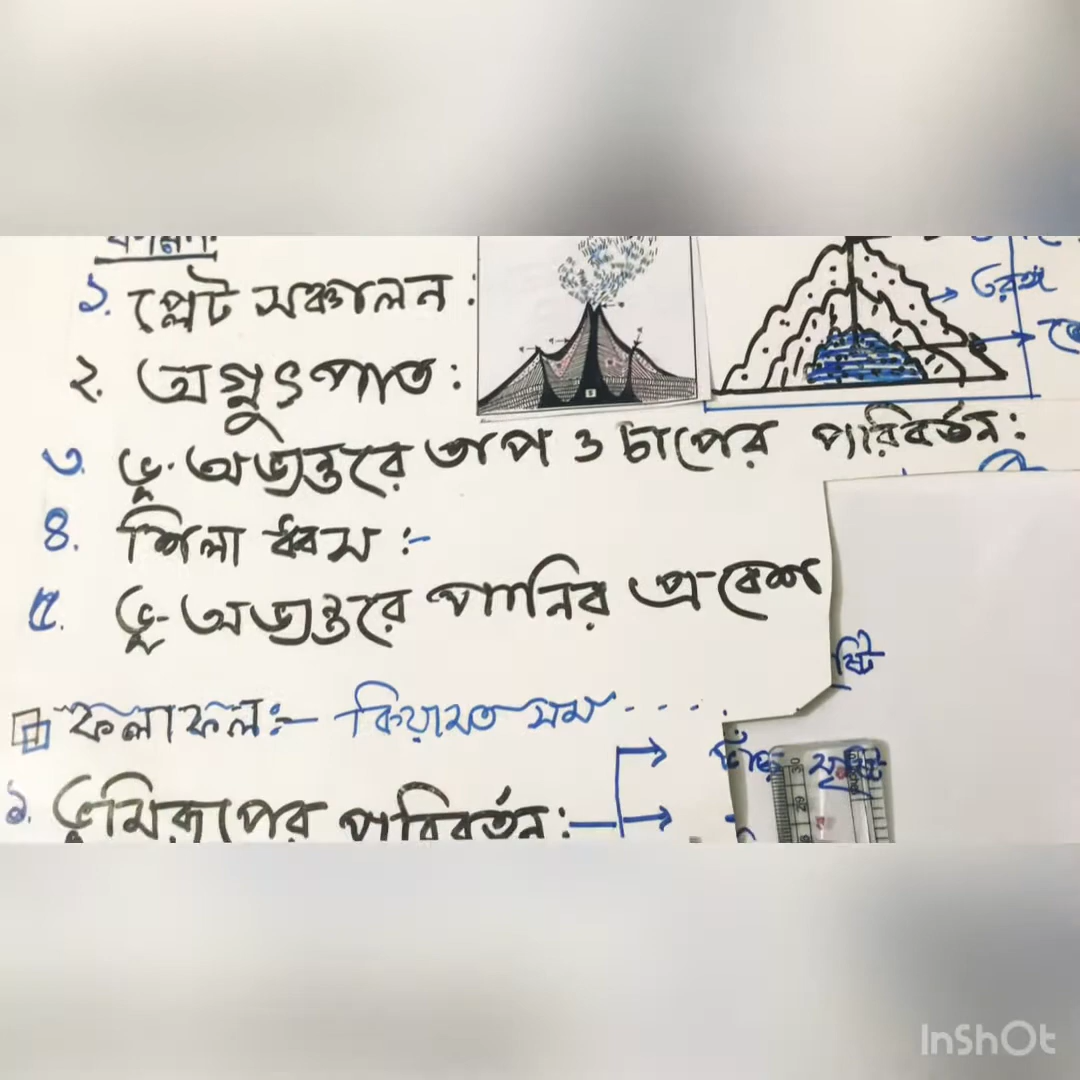 ১. প্লেট সঞ্চালন:
তরঙ্গ
২. অগ্নুৎপাত:
৩. ভূ-অভ্যন্তরে তাপ ও চাপের পরিবর্তন:
৪. শিলা ধ্বস :-
৫. ভূ-অভ্যন্তরে পানির প্রবেশ
ফলাফল:- কিয়ামত সম . . . .
১. ভূমিরূপের পরিবর্তন:-
InShOt